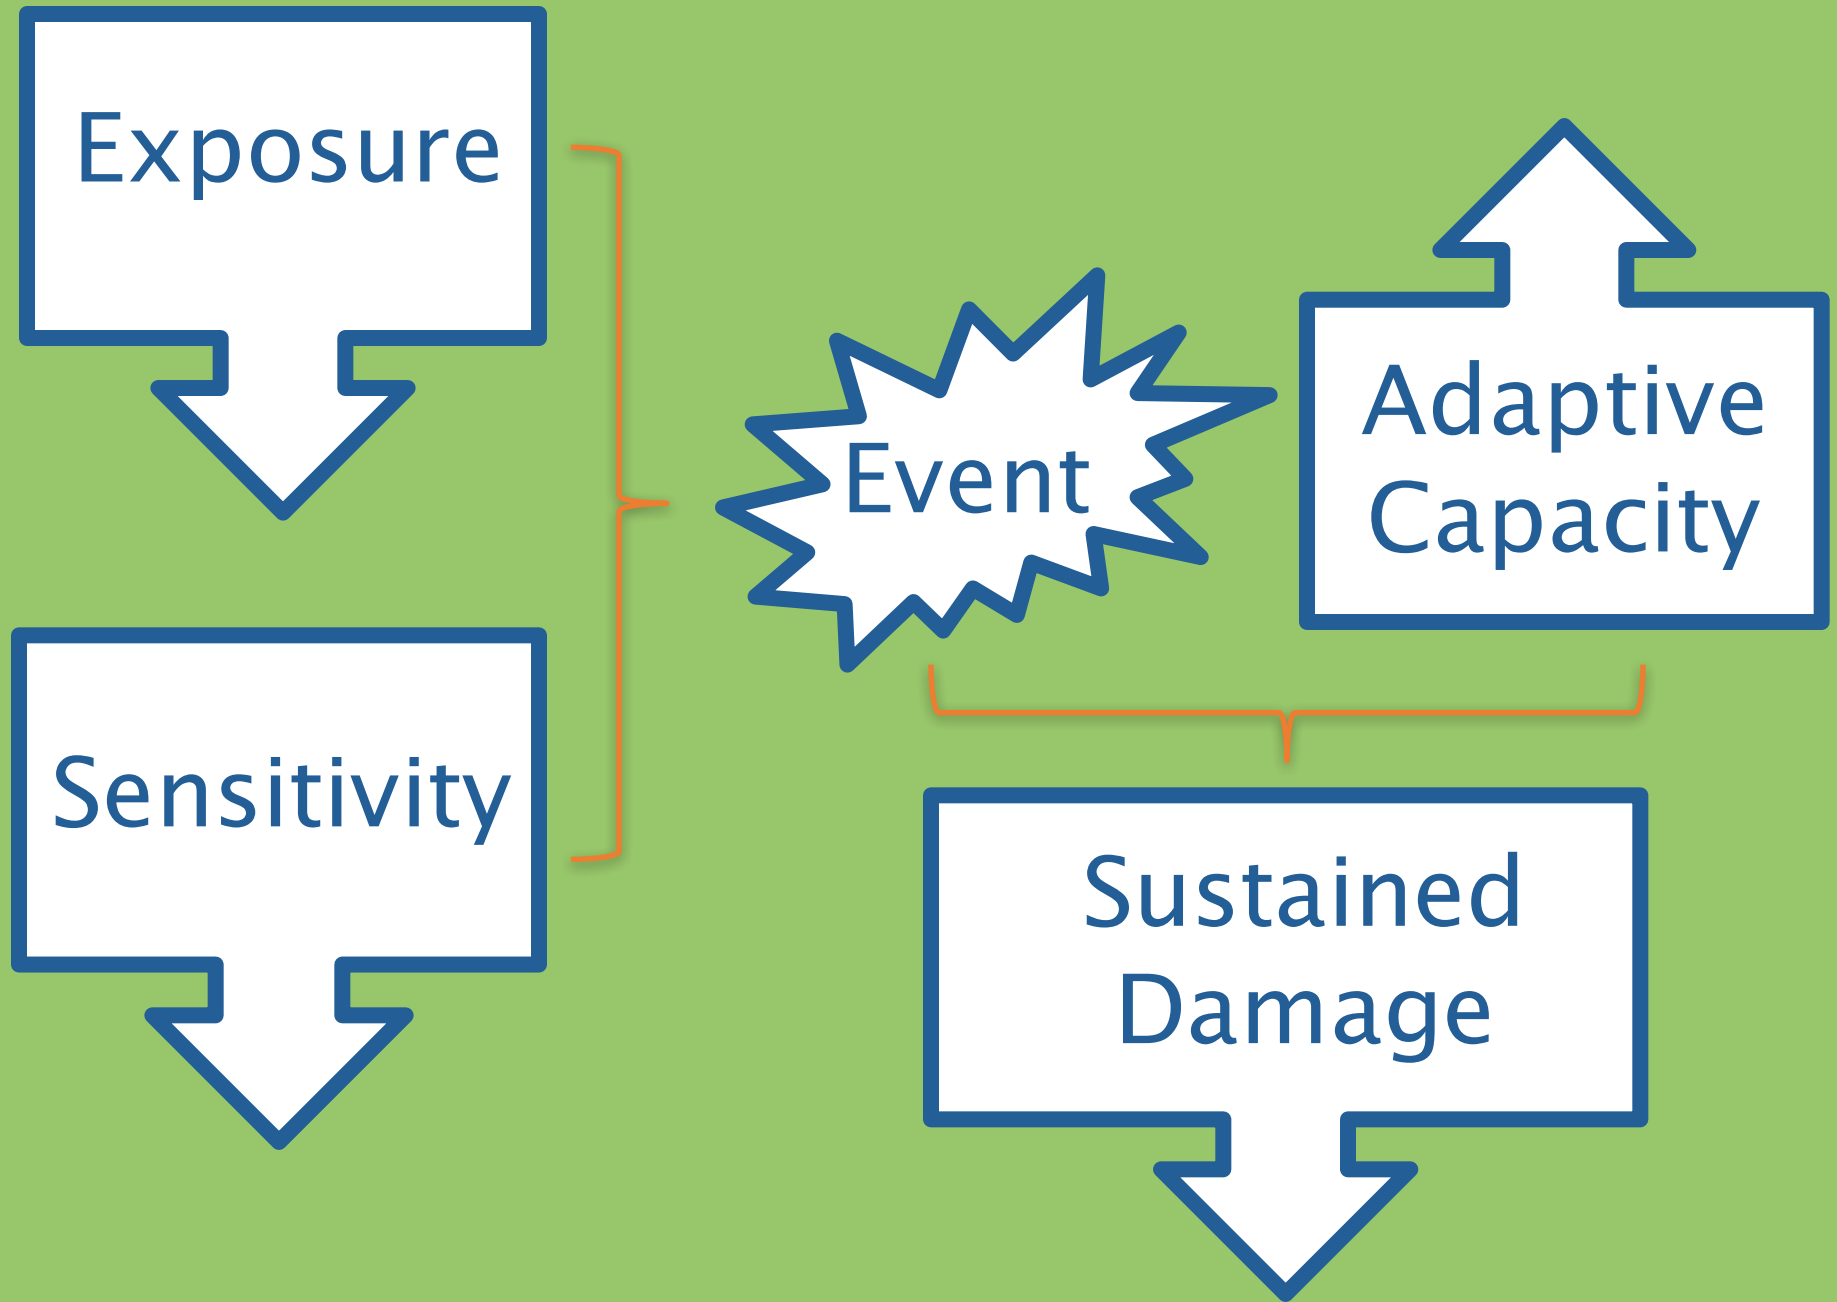 Exposure
Sensitivity
Event
Adaptive
Capacity
Sustained
Damage